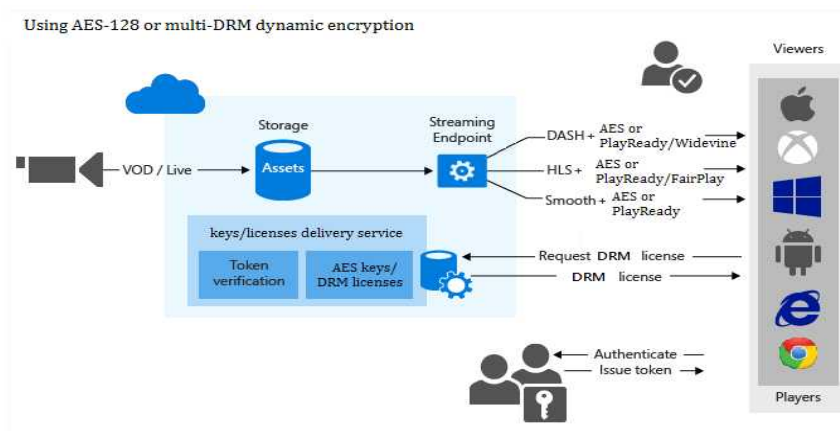 Using AES-128 or multi-DRM dynamic encryption
Viewers
Storage
Streaming
Endpoint
Assets
VOD / Live
DASH + AES or
PlayReady/Widevine
HLS + AES or
PlayReady/FairPlay
Smooth + AES or
PlayReady
keys/licenses delivery service
Token
verification
AES keys/
DRM licenses
Request DRM license
DRM license
Authenticate
Issue token
Players